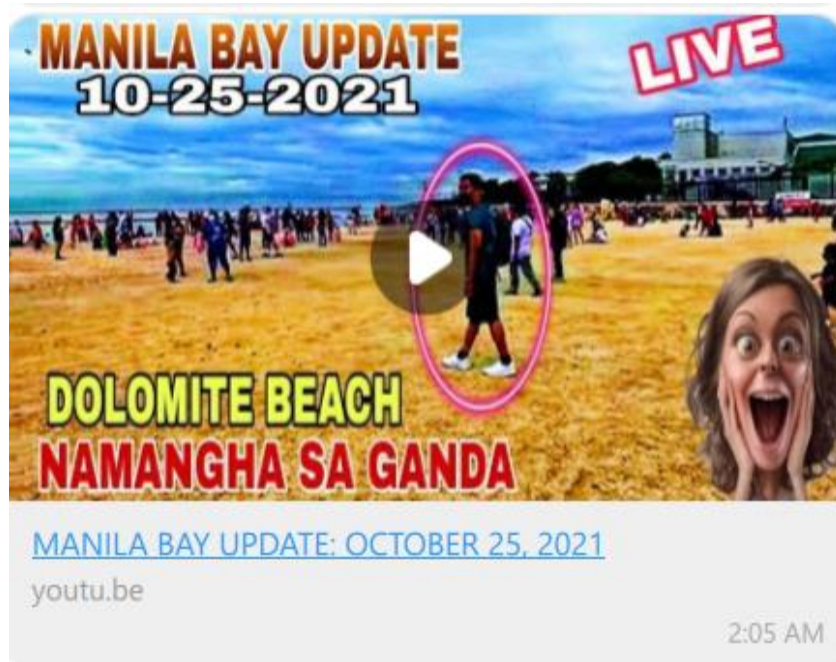 MANILA BAY UPDATE
10-25-2021
LIVE
DOLOMITE BEACH
NAMANGHA SA GANDA
MANILA BAY UPDATE: OCTOBER 25, 2021
youtu.be
2:05 AM